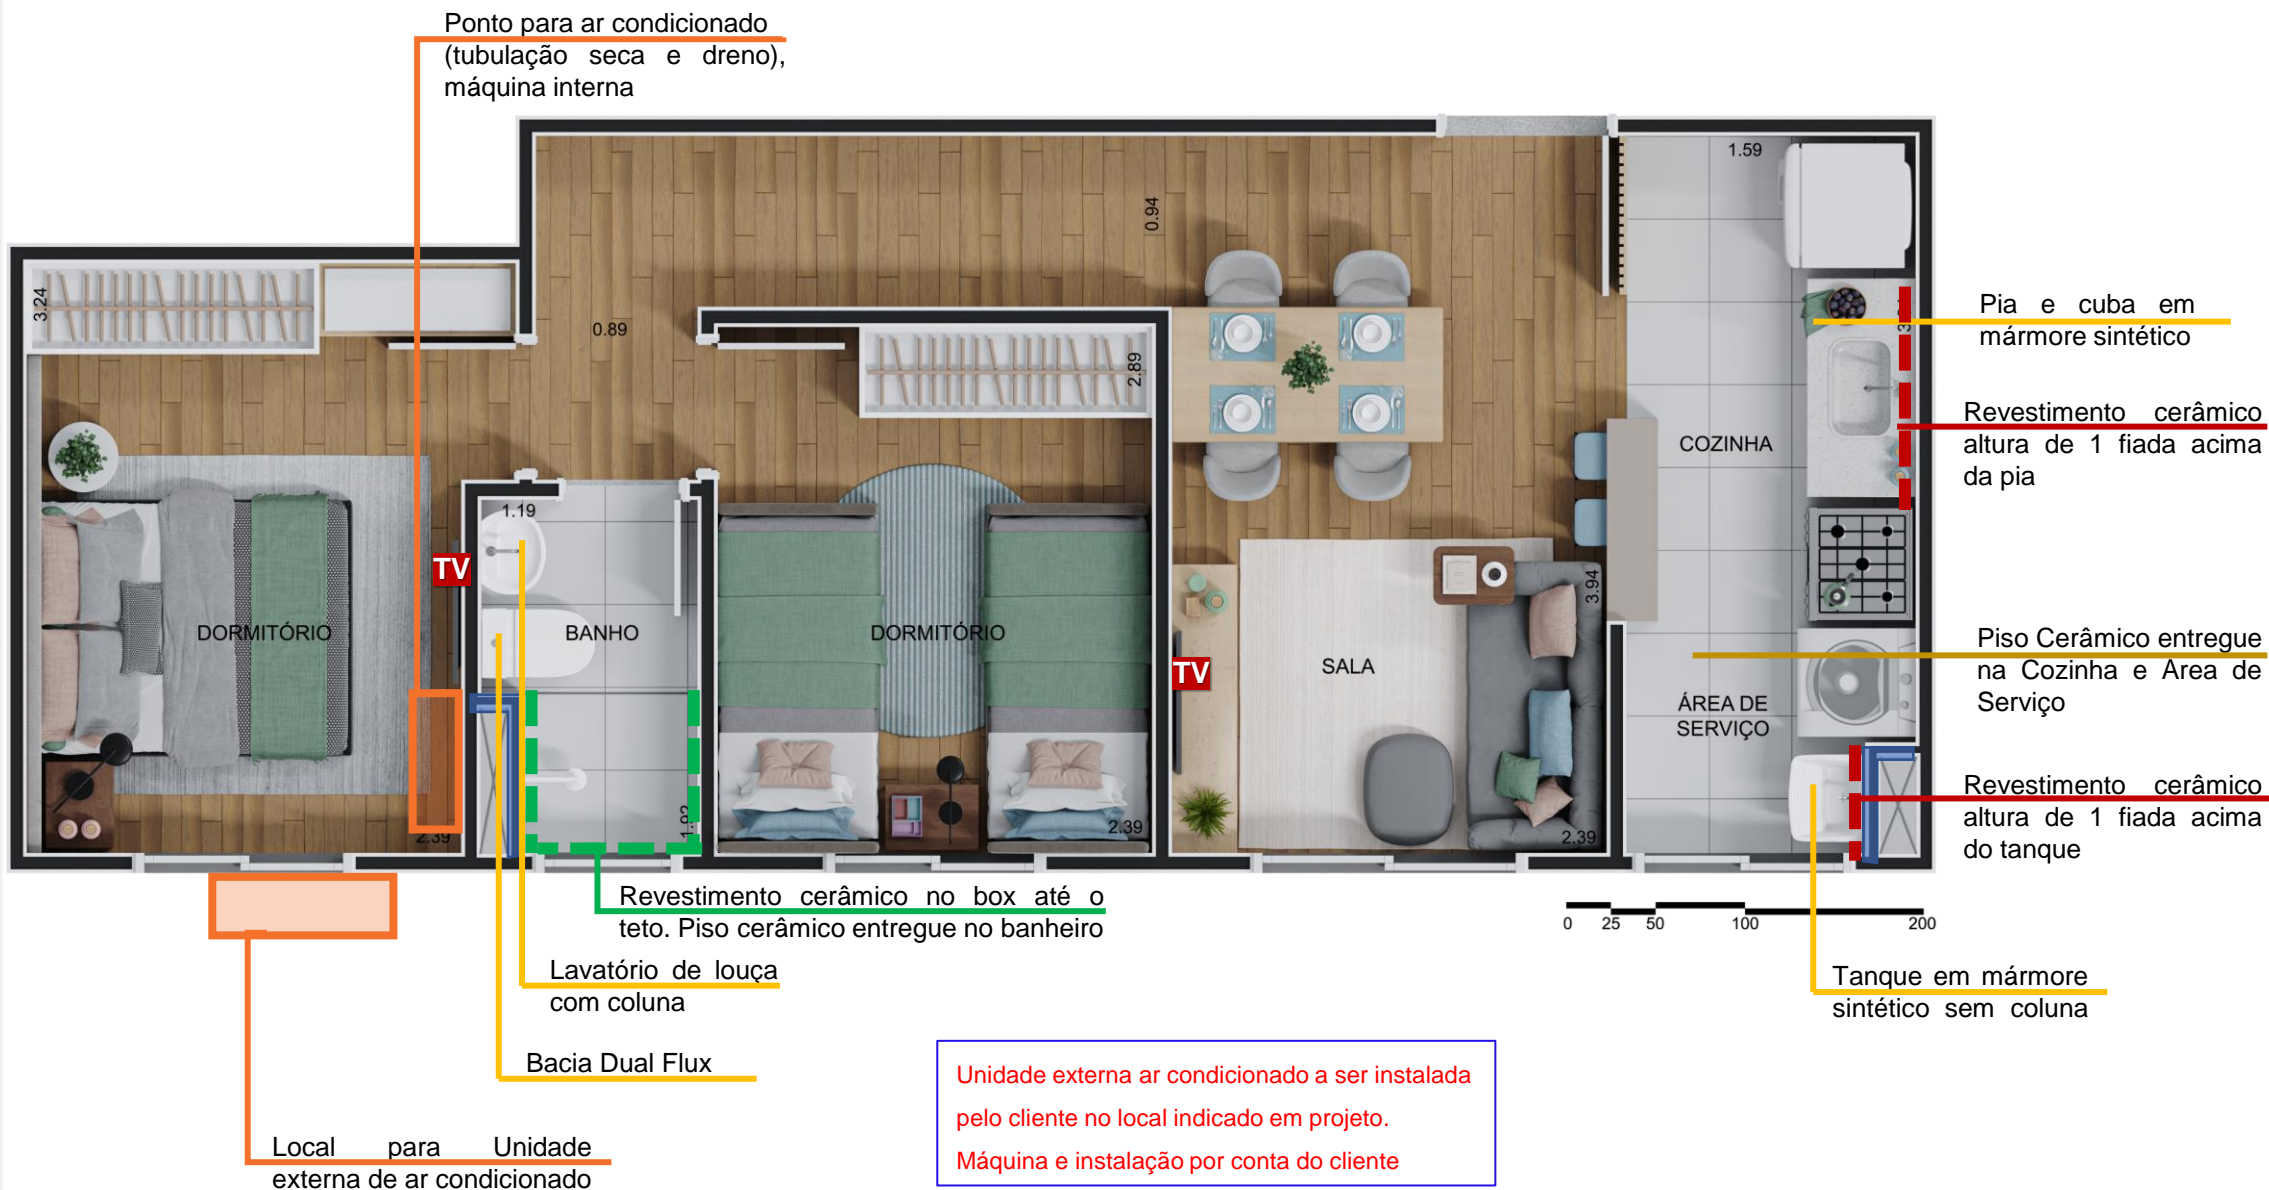 Ponto para ar condicionado
(tubulação seca e dreno),
máquina interna
1.59
0.94
3.24
0.89
2.89
Pia e cuba em
mármore sintético
Revestimento cerâmico
altura de 1 fiada acima
da pia
COZINHA
1.19
TV
DORMITÓRIO
BANHO
DORMITÓRIO
TV
SALA
3.94
Piso Cerâmico entregue
na Cozinha e Area de
Serviço
ÁREA DE
SERVIÇO
Revestimento cerâmico
altura de 1 fiada acima
do tanque
2.39
1.92
2.39
2.39
Revestimento cerâmico no box até o
teto. Piso cerâmico entregue no banheiro
0 25 50 100 200
Lavatório de louça
com coluna
Tanque em mármore
sintético sem coluna
Bacia Dual Flux
Unidade externa ar condicionado a ser instalada
pelo cliente no local indicado em projeto.
Máquina e instalação por conta do cliente
Local para Unidade
externa de ar condicionado